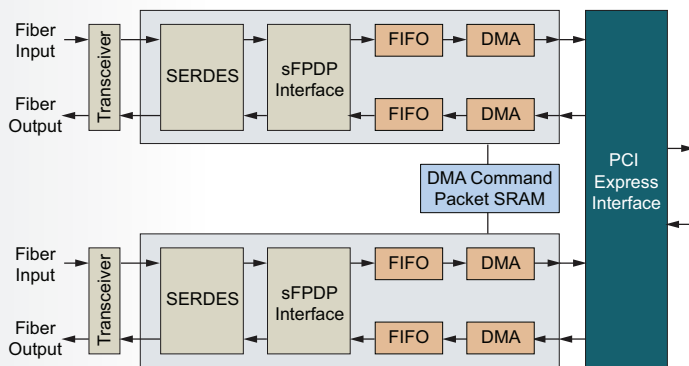 Fiber
Input
Transceiver
SERDES
sFPDP
Interface
FIFO
DMA
Fiber
Output
FIFO
DMA
DMA Command
Packet SRAM
PCI
Express
Interface
Fiber
Input
Transceiver
SERDES
sFPDP
Interface
FIFO
DMA
Fiber
Output
FIFO
DMA